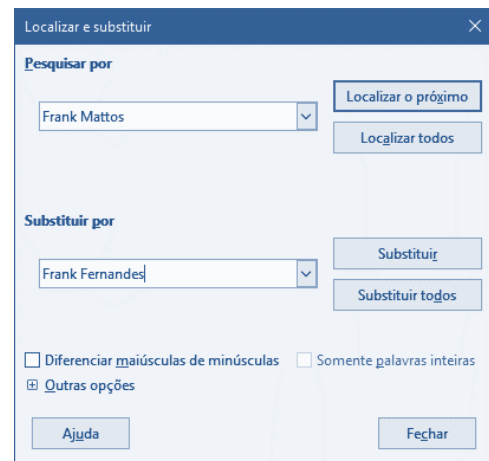 Localizar e substituir
Pesquisar por
Frank Mattos
Localizar o próximo
Localizar todos
Substituir por
Frank Fernandes
Substituir
Substituir todos
Diferenciar maiúsculas de minúsculas
Somente palavras inteiras
Outras opções
Ajuda
Fechar